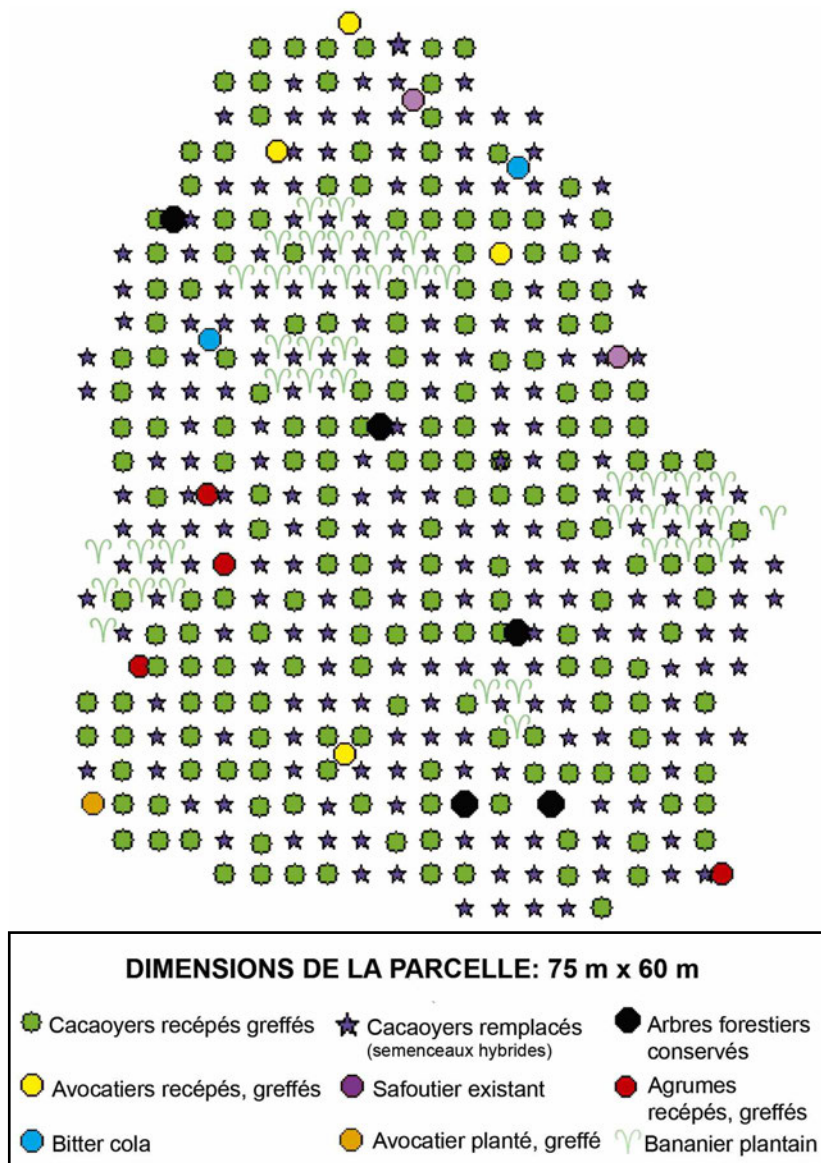 DIMENSIONS DE LA PARCELLE: 75 m x 60 m
Cacaoyers recépés greffés
Cacaoyers remplacés
(semenceaux hybrides)
Arbres forestiers
conservés
Avocatiers recépés, greffés
Safoutier existant
Agrumes
recépés, greffés
Bitter cola
Avocatier planté, greffé
Bananier plantain